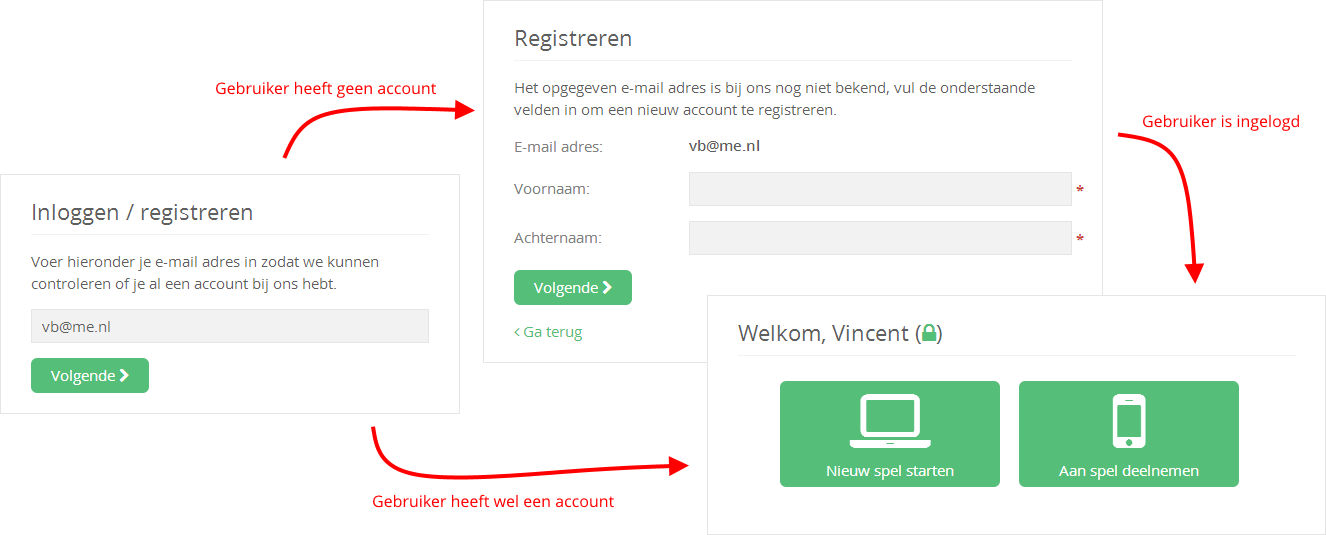 Inloggen / registreren
Voer hieronder je e-mail adres in zodat we kunnen
controleren of je al een account bij ons hebt.
vb@me.nl
Volgende
Gebruiker heeft geen account
Registreren
Het opgegeven e-mail adres is bij ons nog niet bekend, vul de onderstaande
velden in om een nieuw account te registreren.
E-mail adres: vb@me.nl
Voornaam: *
Achternaam: *
Volgende
Ga terug
Gebruiker is ingelogd
Gebruiker heeft wel een account
Welkom, Vincent ()
Nieuw spel starten
Aan spel deelnemen